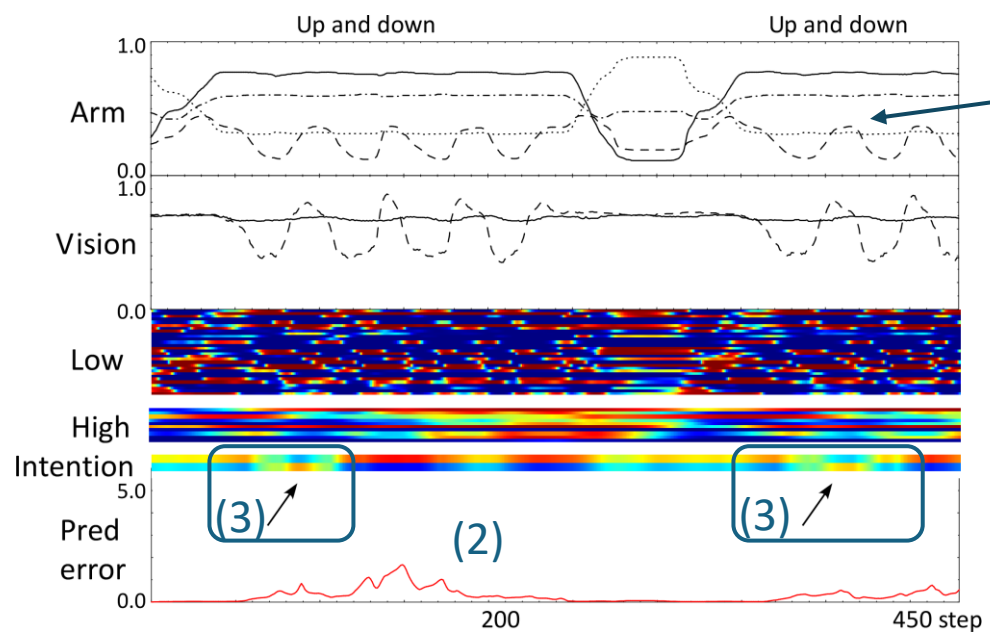 Up and down
Up and down
1.0
Arm
0.0
1.0
Vision
0.0
Low
High
Intention
5.0
(3)
(3)
(2)
Pred
error
0.0
200
450 step